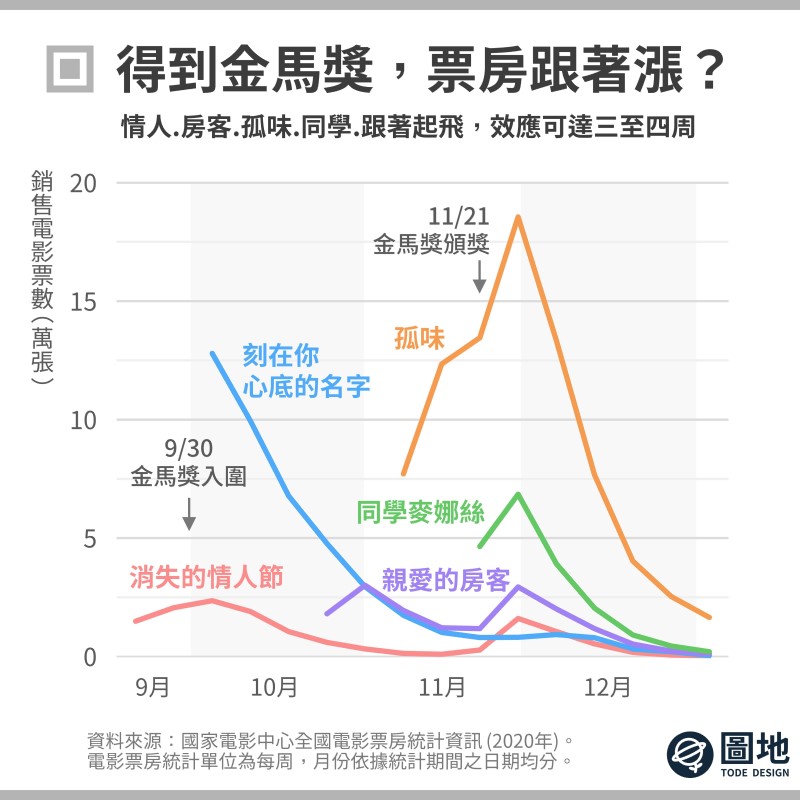 得到金馬獎，票房跟著漲？
情人.房客.孤味.同學.跟著起飛，效應可達三至四周
銷售電影票數（萬張）
20
15
10
5
0
11/21
金馬獎頒獎
孤味
刻在你
心底的名字
9/30
金馬獎入圍
同學麥娜絲
消失的情人節
親愛的房客
9月
10月
11月
12月
資料來源：國家電影中心全國電影票房統計資訊 (2020年)。
電影票房統計單位為每周，月份依據統計期間之日期均分。
圖地
TODE DESIGN